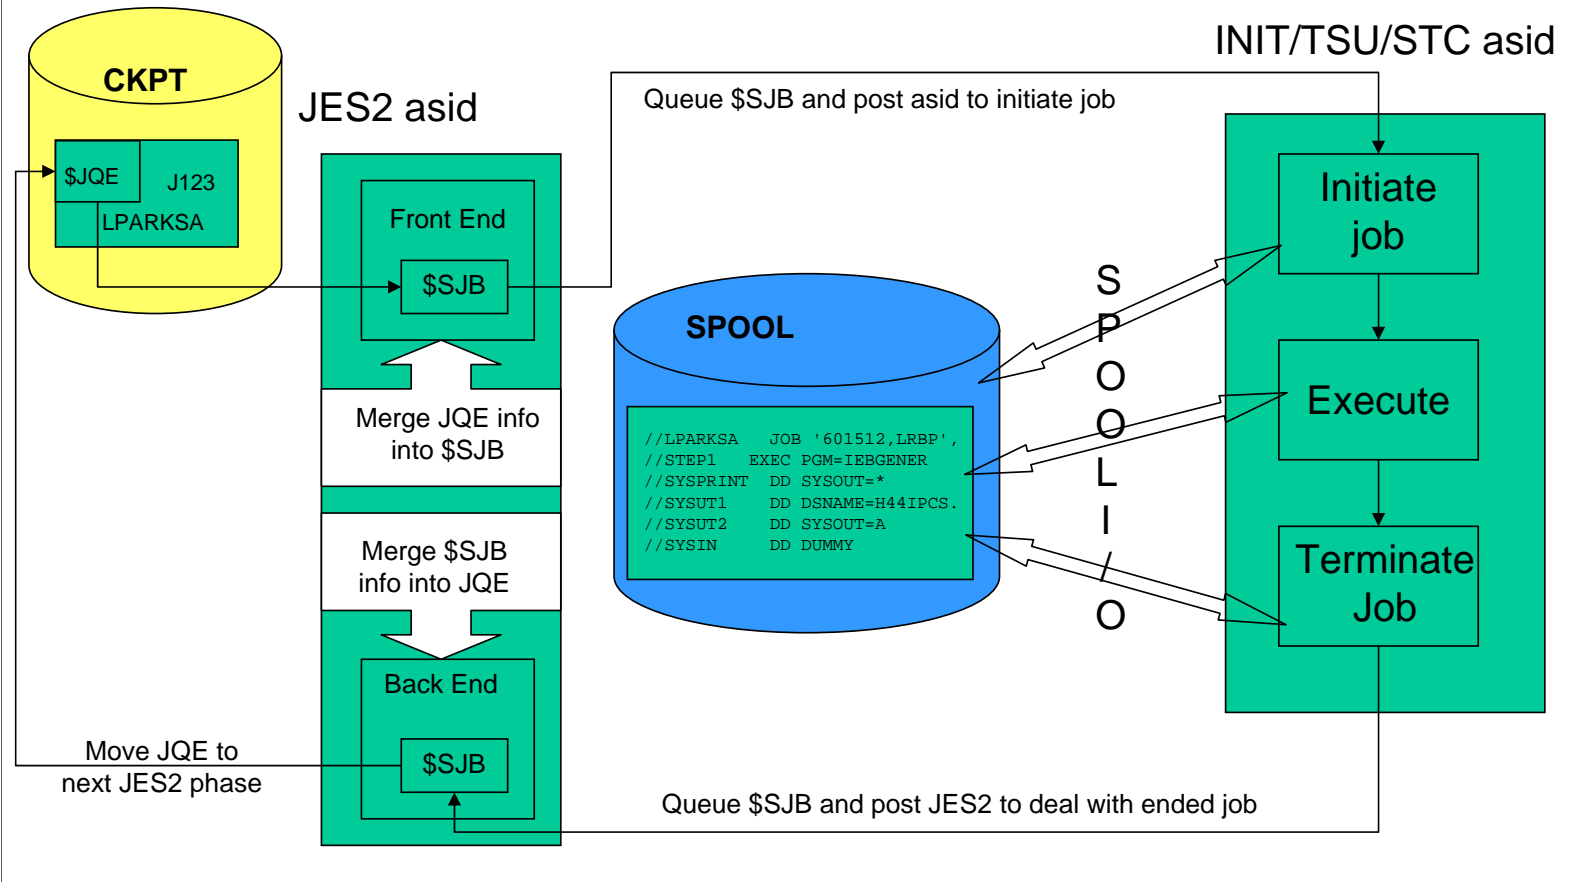 INIT/TSU/STC asid
CKPT
JES2 asid
Queue $SJB and post asid to initiate job
$JQE
J123
LPARKSA
Front End
$SJB
Initiate
job
SPOOL
S
P
O
O
L
I
/
O
Merge JQE info
into $SJB
Execute
//LPARKSA   JOB '601512,LRBP',
//STEP1   EXEC PGM=IEBGENER
//SYSPRINT  DD SYSOUT=*
//SYSUT1    DD DSNAME=H44IPCS.
//SYSUT2    DD SYSOUT=A
//SYSIN     DD DUMMY
Merge $SJB
info into JQE
Terminate
Job
Back End
$SJB
Move JQE to
next JES2 phase
Queue $SJB and post JES2 to deal with ended job